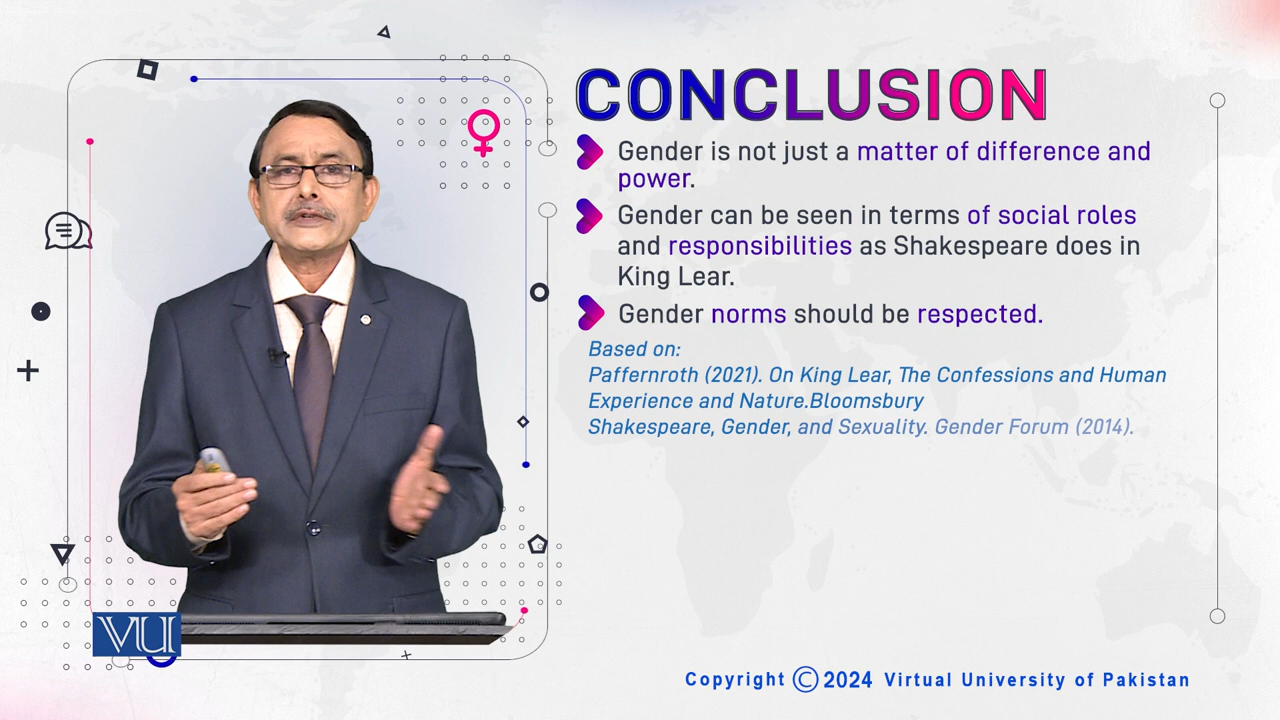 CONCLUSION
Gender is not just a matter of difference and
power.
Gender can be seen in terms of social roles
and responsibilities as Shakespeare does in
King Lear.
Gender norms should be respected.
Based on:
Paffernroth (2021). On King Lear, The Confessions and Human
Experience and Nature.Bloomsbury
Shakespeare, Gender, and Sexuality. Gender Forum (2014).
VU
Copyright © 2024 Virtual University of Pakistan